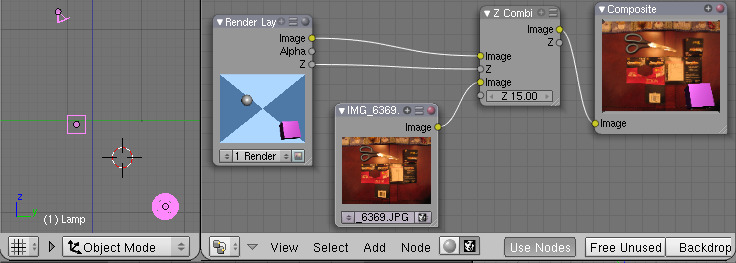 Render Lay
Image
Alpha
Z
1 Render
IMG_6369.
Image
_6369.JPG
Z Combi
Image
Z
Image
Z
Image
Z 15.00
Composite
Image
z
x
(1) Lamp
Object Mode
View Select Add Node Use Nodes Free Unused Backdrop